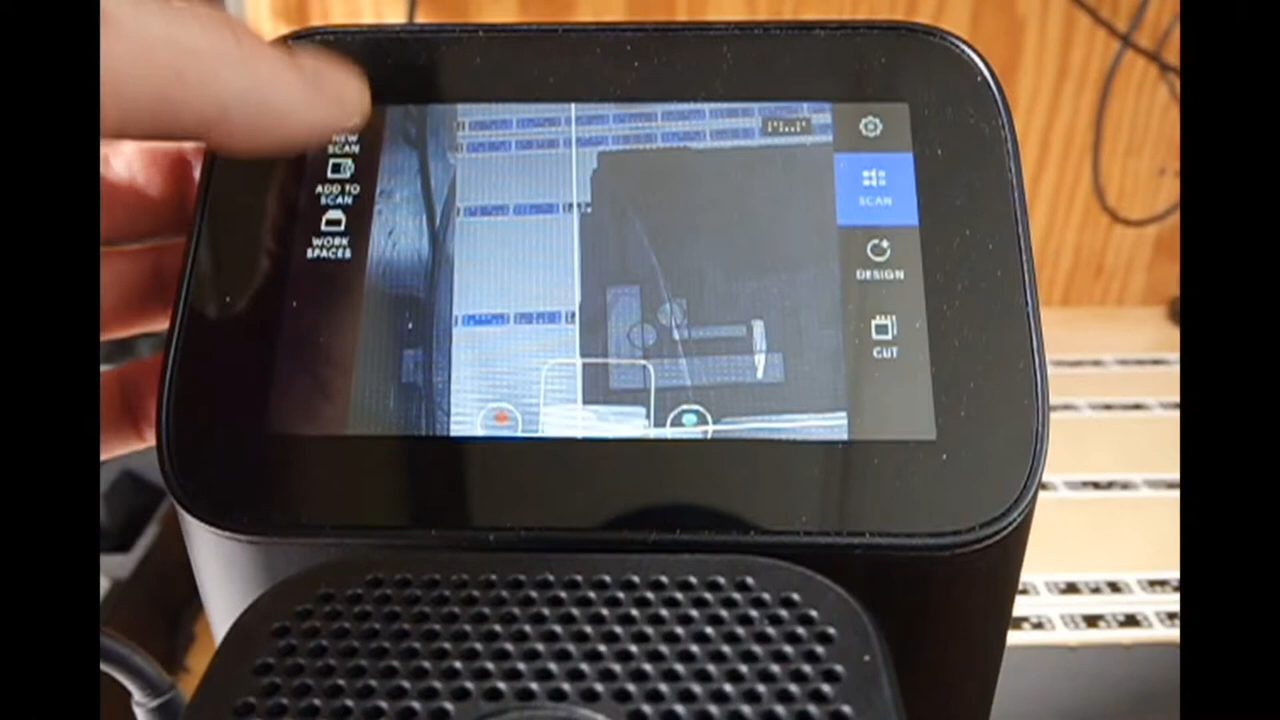 NEW
SCAN
ADD TO
SCAN
WORK
SPACES
SCAN
DESIGN
CUT